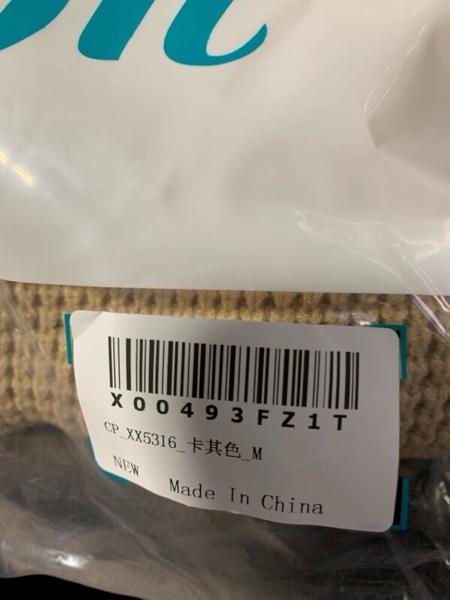 X00493FZ1T
CP_XX5316_卡其色_M
NEW
Made In China